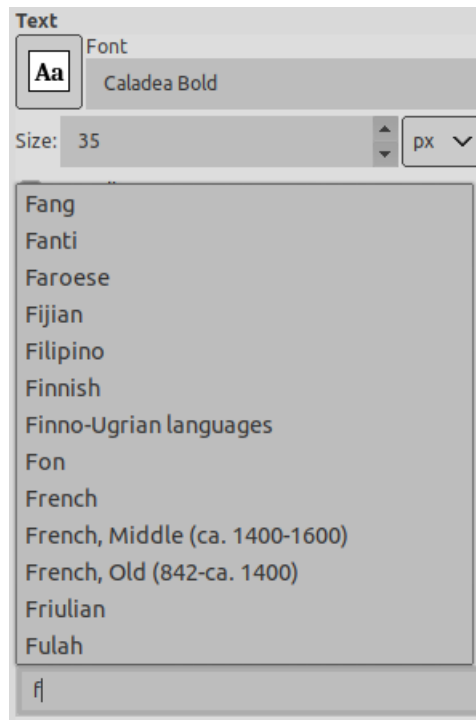 Text
Font
Aa
Caladea Bold
Size: 35 px
Fang
Fanti
Faroese
Fijian
Filipino
Finnish
Finno-Ugrian languages
Fon
French
French, Middle (ca. 1400-1600)
French, Old (842-ca. 1400)
Friulian
Fulah
f